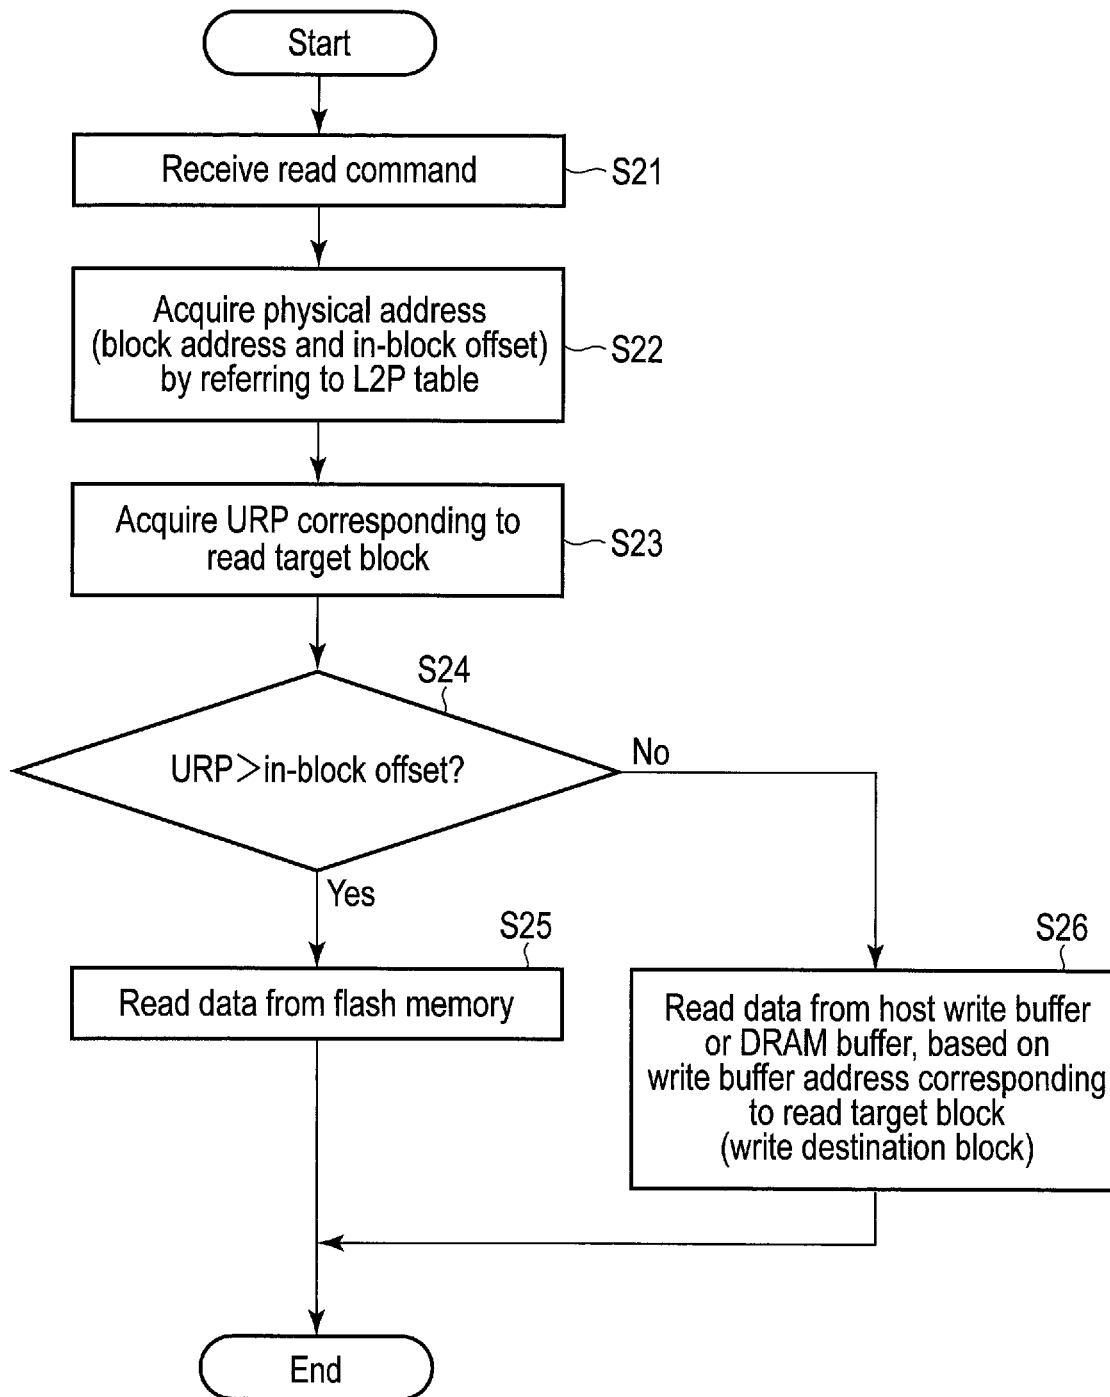 Start
Receive read command
S21
Acquire physical address
(block address and in-block offset)
by referring to L2P table
S22
Acquire URP corresponding to
read target block
S23
S24
URP>in-block offset?
No
Yes
S25
Read data from flash memory
S26
Read data from host write buffer
or DRAM buffer, based on
write buffer address corresponding
to read target block
(write destination block)
End